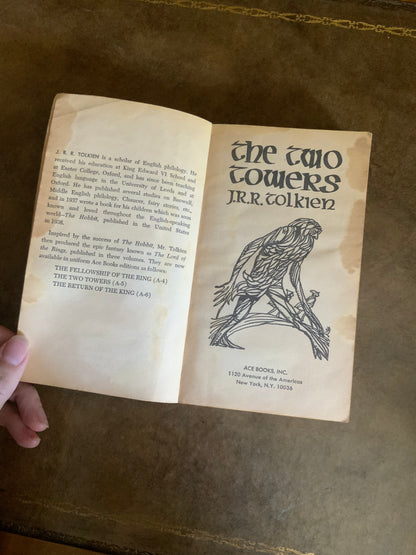 J. R. R. TOLKIEN is a scholar of English philology. He
received his education at King Edward VI School and
at Exeter College, Oxford, and has since been teaching
English language in the University of Leeds and at
Oxford. He has published several studies on Beowulf,
Middle English philology, Chaucer, fairy stories, etc.,
and in 1937 wrote a book for his children which was soon
known and loved throughout the English-speaking
world—The Hobbit, published in the United States
in 1938.
Inspired by the success of The Hobbit, Mr. Tolkien
then produced the epic fantasy known as The Lord of
the Rings, published in three volumes. They are now
available in uniform Ace Books editions as follows:
THE FELLOWSHIP OF THE RING (A-4)
THE TWO TOWERS (A-5)
THE RETURN OF THE KING (A-6)
the two
towers
J.R.R. tolkien
ACE BOOKS, INC.
1120 Avenue of the Americas
New York, N.Y. 10036